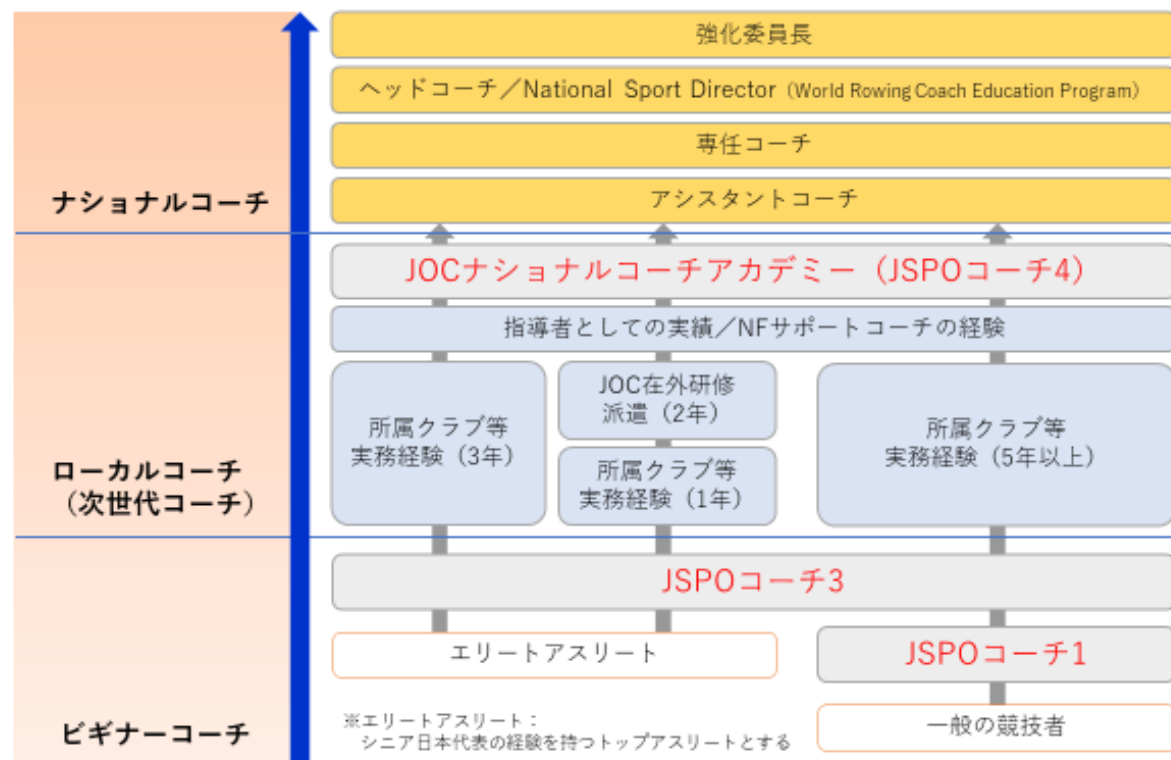 強化委員長
ヘッドコーチ／National Sport Director（World Rowing Coach Education Program）
専任コーチ
アシスタントコーチ
ナショナルコーチ
JOCナショナルコーチアカデミー（JSPOコーチ4）
指導者としての実績／NFサポートコーチの経験
所属クラブ等
実務経験（3年）
JOC在外研修
派遣（2年）
所属クラブ等
実務経験（1年）
所属クラブ等
実務経験（5年以上）
ローカルコーチ
（次世代コーチ）
JSPOコーチ3
エリートアスリート
JSPOコーチ1
一般の競技者
※エリートアスリート：
シニア日本代表の経験を持つトップアスリートとする
ビギナーコーチ